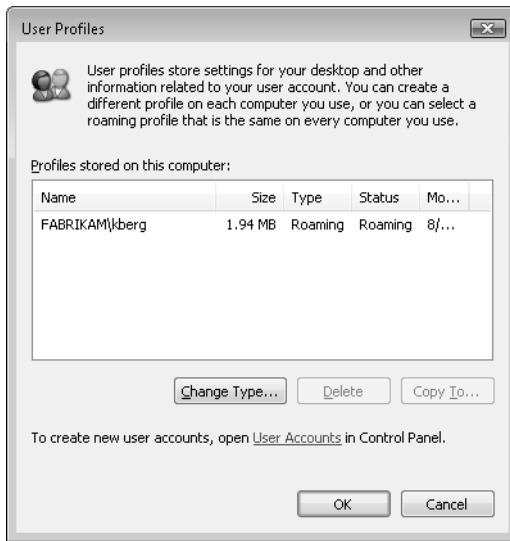 User Profiles
User profiles store settings for your desktop and other
information related to your user account. You can create a
different profile on each computer you use, or you can select a
roaming profile that is the same on every computer you use.
Profiles stored on this computer:
Name Size Type Status Mo...
FABRIKAM\kberg 1.94 MB Roaming Roaming 8/...
Change Type... Delete Copy To...
To create new user accounts, open User Accounts in Control Panel.
OK Cancel